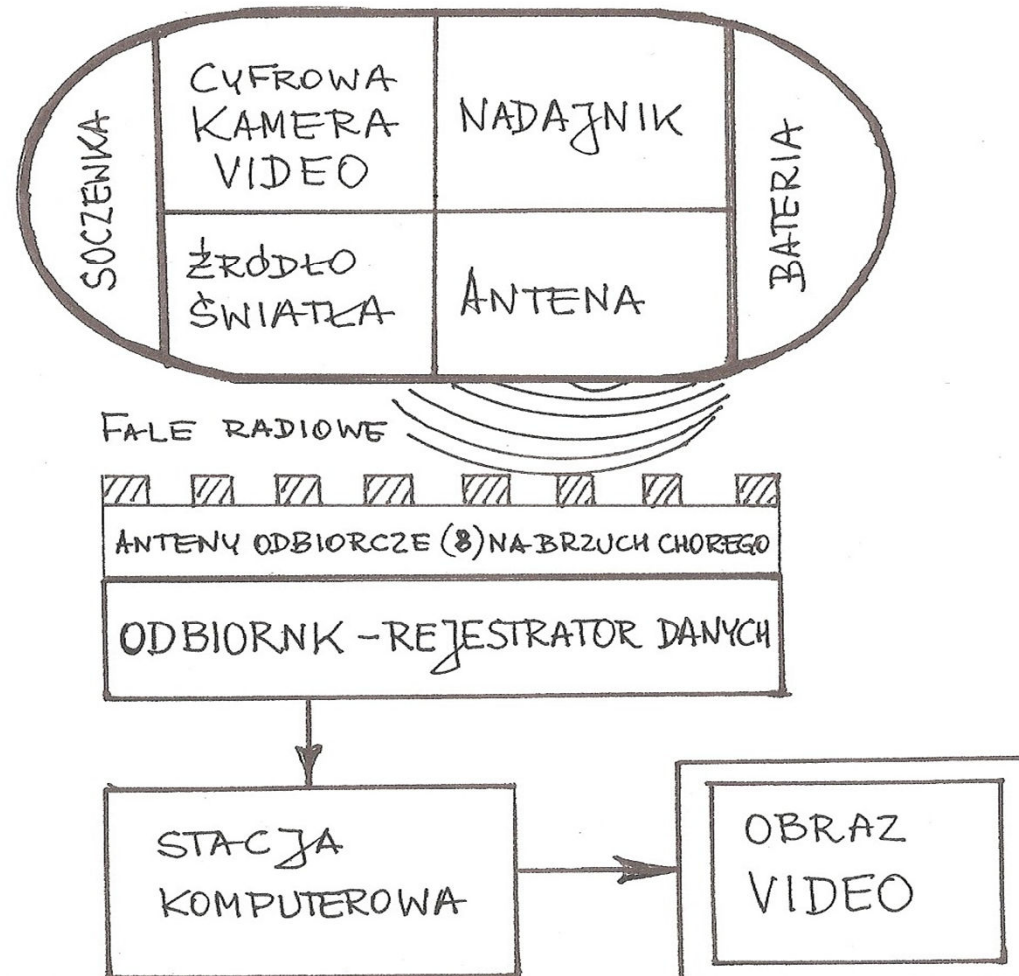 SOCZEWKA
CYFROWA
KAMERA
VIDEO
NADAJNIK
BATERIA
ŹRÓDŁO
ŚWIATŁA
ANTENA
FALE RADIOWE
ANTENY ODBIORCZE (8) NA BRZUCH CHOREGO
ODBIORNK - REJESTRATOR DANYCH
STACJA
KOMPUTEROWA
OBRAZ
VIDEO